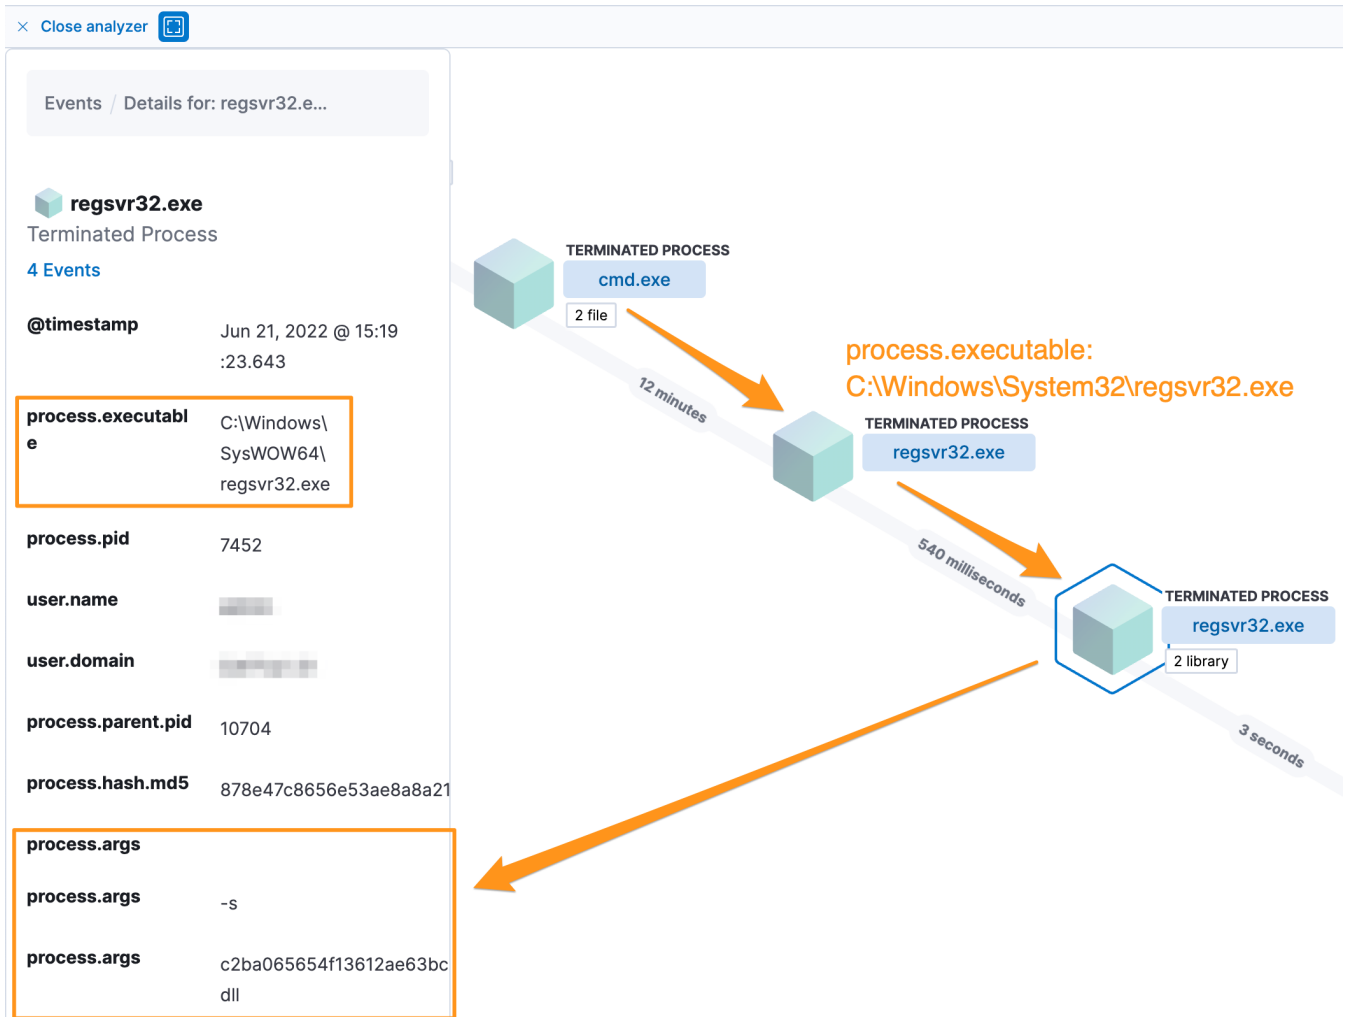 Close analyzer
Events / Details for: regsvr32.e...
regsvr32.exe
Terminated Process
4 Events
@timestamp
Jun 21, 2022 @ 15:19
:23.643
process.executabl
e
C:\Windows\
SysWOW64\
regsvr32.exe
process.pid
7452
user.name
user.domain
process.parent.pid
10704
process.hash.md5
878e47c8656e53ae8a8a21
process.args
process.args
-s
process.args
c2ba065654f13612ae63bc
dll
TERMINATED PROCESS
cmd.exe
2 file
12 minutes
process.executable:
C:\Windows\System32\regsvr32.exe
TERMINATED PROCESS
regsvr32.exe
540 milliseconds
TERMINATED PROCESS
regsvr32.exe
2 library
3 seconds